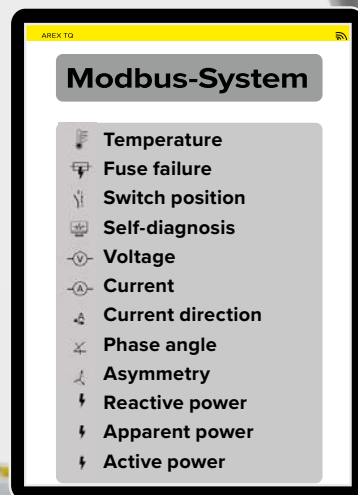 AREX TQ
Modbus-System
Temperature
Fuse failure
Switch position
Self-diagnosis
V Voltage
A Current
Current direction
Phase angle
Asymmetry
Reactive power
Apparent power
Active power